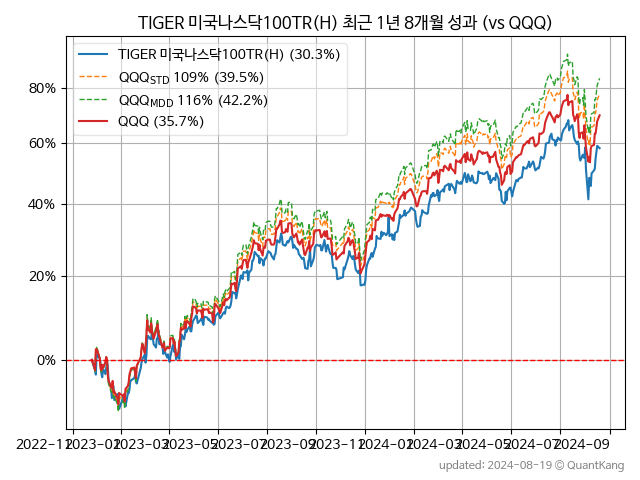 TIGER 미국나스닥100TR(H) 최근 1년 8개월 성과 (vs QQQ)
TIGER 미국나스닥100TR(H) (30.3%)
QQQSTD 109% (39.5%)
QQQMDD 116% (42.2%)
QQQ (35.7%)
80%
60%
40%
20%
0%
2022-11 2023-01 2023-03 2023-05 2023-07 2023-09 2023-11 2024-01 2024-03 2024-05 2024-07 2024-09
updated: 2024-08-19 © QuantKang